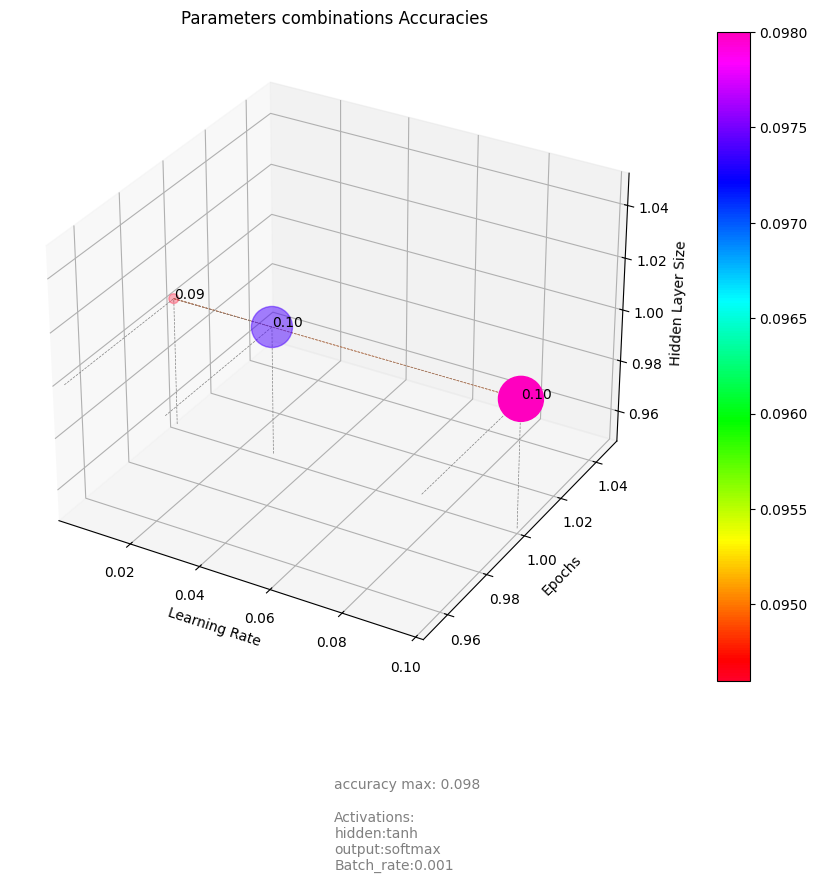 Parameters combinations Accuracies
0.0980
0.0975
0.0970
0.0965
0.0960
0.0955
0.0950
1.04
1.02
1.00
0.98
0.96
Hidden Layer Size
0.09
0.10
0.10
1.04
1.02
1.00
0.98
0.96
Epochs
0.02
0.04
0.06
0.08
0.10
Learning Rate
accuracy max: 0.098
Activations:
hidden:tanh
output:softmax
Batch_rate:0.001